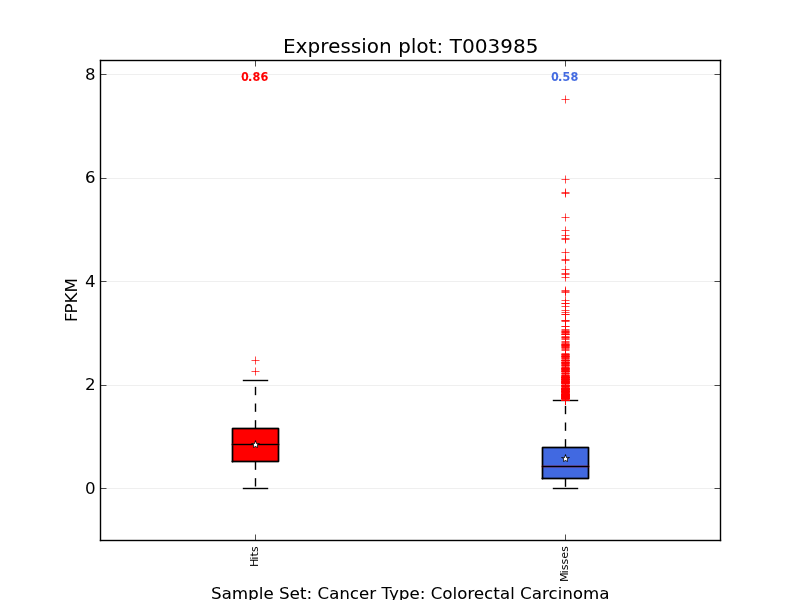 Expression plot: T003985
0.86
0.58
8
6
4
2
0
FPKM
Hits
Misses
Sample Set: Cancer Type: Colorectal Carcinoma